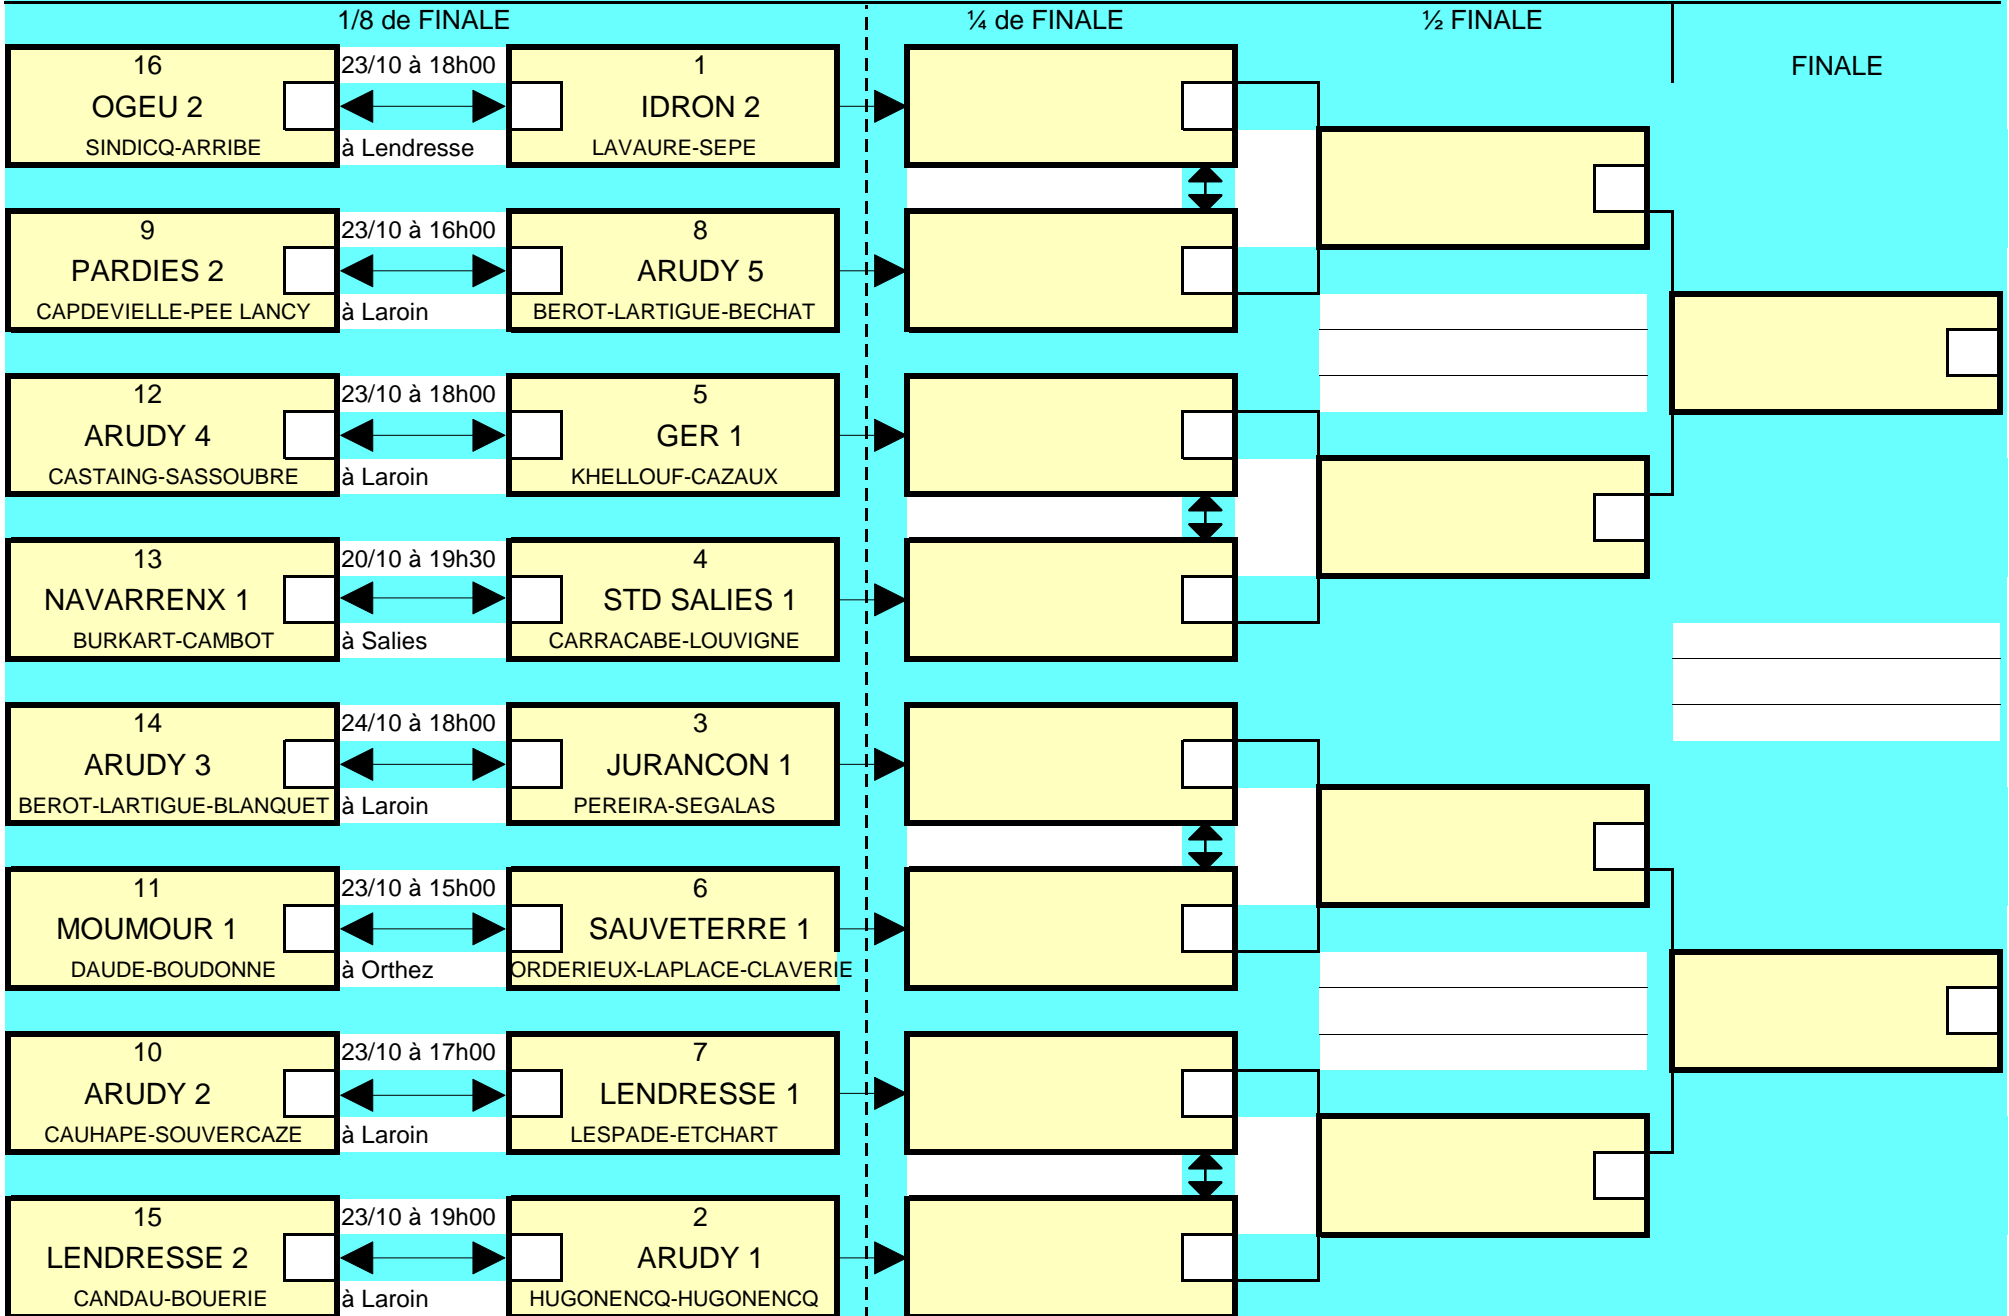 1/8 de FINALE
¼ de FINALE
½ FINALE
FINALE
16
OGEU 2
SINDICQ-ARRIBE
23/10 à 18h00
à Lendresse
1
IDRON 2
LAVAURE-SEPE
9
PARDIES 2
CAPDEVIELLE-PEE LANCY
23/10 à 16h00
à Laroin
8
ARUDY 5
BEROT-LARTIGUE-BECHAT
12
ARUDY 4
CASTAING-SASSOUBRE
23/10 à 18h00
à Laroin
5
GER 1
KHELLOUF-CAZAUX
13
NAVARRENX 1
BURKART-CAMBOT
20/10 à 19h30
à Salies
4
STD SALIES 1
CARRACABE-LOUVIGNE
14
ARUDY 3
BEROT-LARTIGUE-BLANQUET
24/10 à 18h00
à Laroin
3
JURANCON 1
PEREIRA-SEGALAS
11
MOUMOUR 1
DAUDE-BOUDONNE
23/10 à 15h00
à Orthez
6
SAUVETERRE 1
ORDERIEUX-LAPLACE-CLAVERIE
10
ARUDY 2
CAUHAPE-SOUVERCAZE
23/10 à 17h00
à Laroin
7
LENDRESSE 1
LESPADE-ETCHART
15
LENDRESSE 2
CANDAU-BOUERIE
23/10 à 19h00
à Laroin
2
ARUDY 1
HUGONENCQ-HUGONENCQ